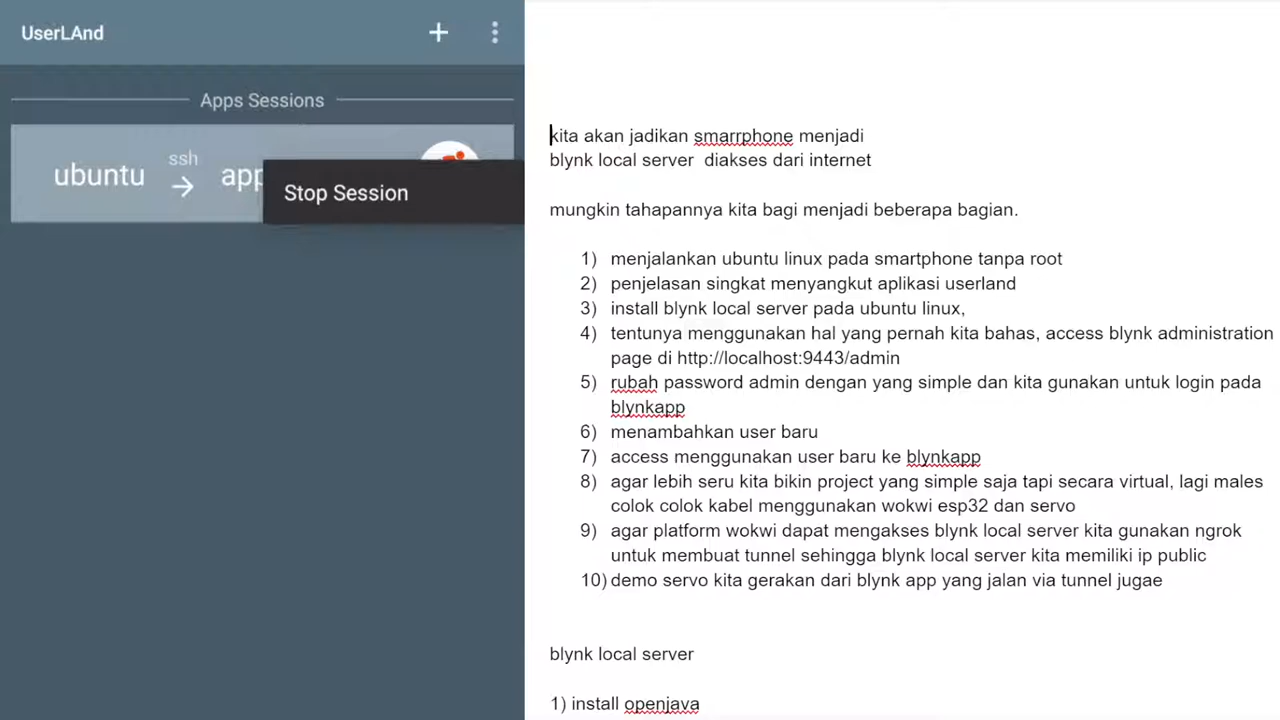 UserLAnd
Apps Sessions
ubuntu
ssh
app
Stop Session
kita akan jadikan smarrphone menjadi
blynk local server diakses dari internet
mungkin tahapannya kita bagi menjadi beberapa bagian.
1) menjalankan ubuntu linux pada smartphone tanpa root
2) penjelasan singkat menyangkut aplikasi userland
3) install blynk local server pada ubuntu linux,
4) tentunya menggunakan hal yang pernah kita bahas, access blynk administration
page di http://localhost:9443/admin
5) rubah password admin dengan yang simple dan kita gunakan untuk login pada
blynkapp
6) menambahkan user baru
7) access menggunakan user baru ke blynkapp
8) agar lebih seru kita bikin project yang simple saja tapi secara virtual, lagi males
colok colok kabel menggunakan wokwi esp32 dan servo
9) agar platform wokwi dapat mengakses blynk local server kita gunakan ngrok
untuk membuat tunnel sehingga blynk local server kita memiliki ip public
10) demo servo kita gerakan dari blynk app yang jalan via tunnel jugae
blynk local server
1) install openjava